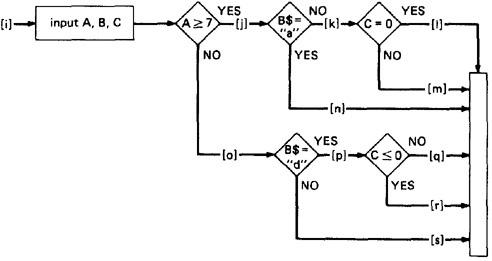 [i] input A, B, C A ≥ 7 YES [j] B$ = "a" NO [k] C = 0 YES [l]
NO
NO [m]
YES [n]
[o] B$ = "d" YES [p] C ≤ 0 NO [q]
YES [r]
NO [s]